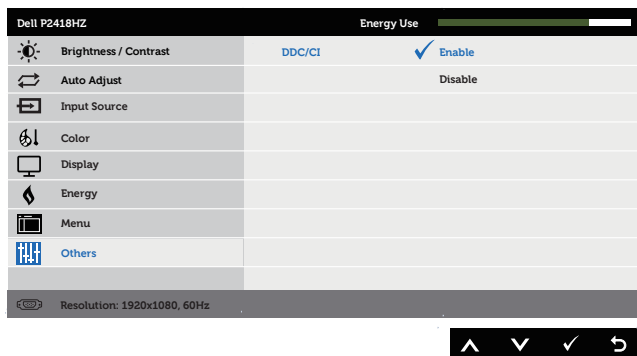 Dell P2418HZ Energy Use
Brightness / Contrast DDC/CI Enable
Auto Adjust Disable
Input Source
Color
Display
Energy
Menu
Others
Resolution: 1920x1080, 60Hz